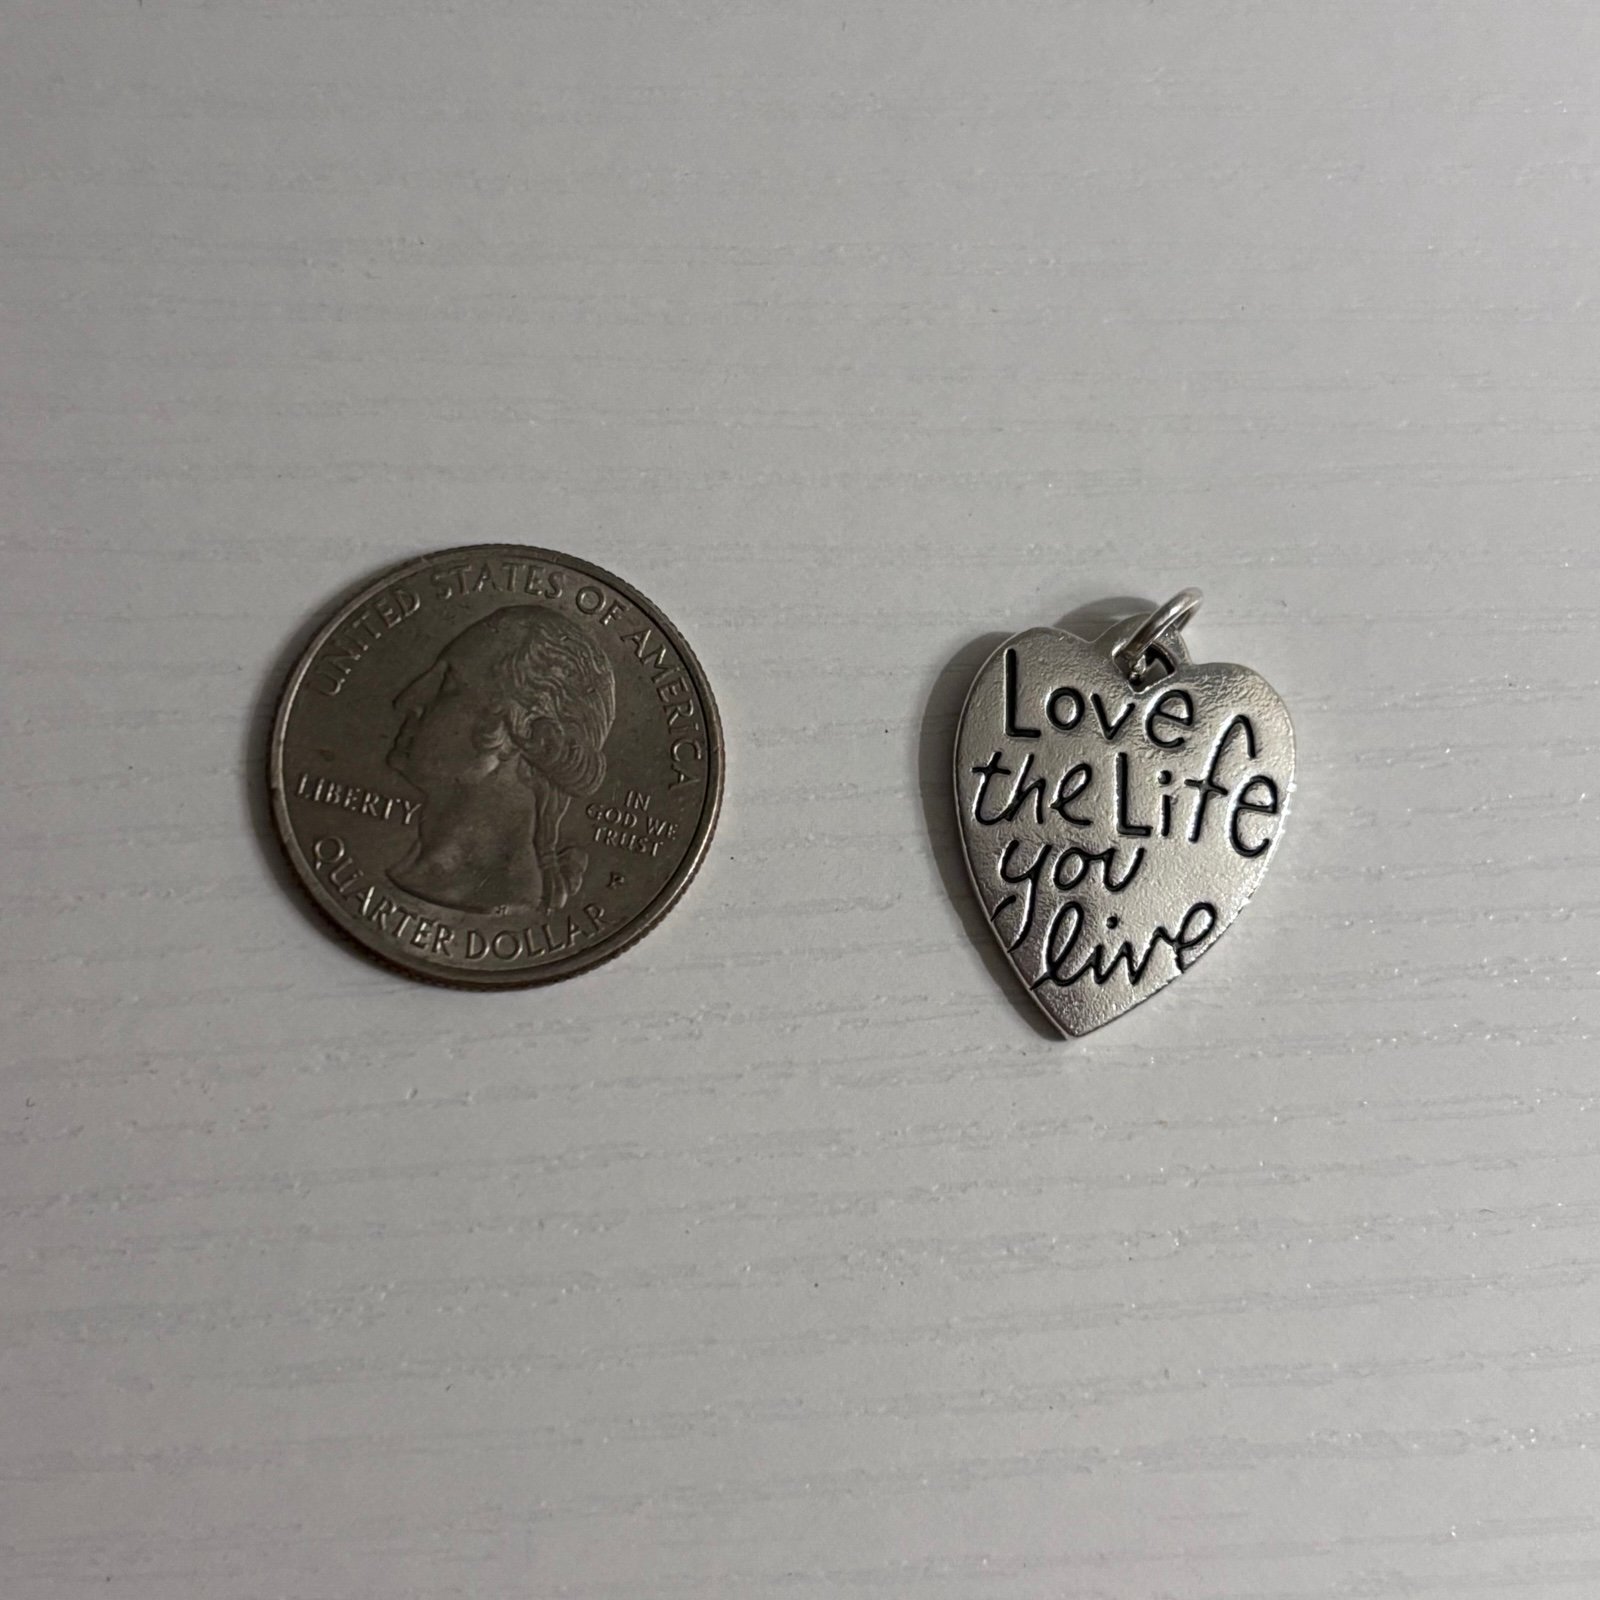 UNITED STATES OF AMERICA
LIBERTY
IN
GOD WE
TRUST
P
QUARTER DOLLAR
Love
the Life
you
live